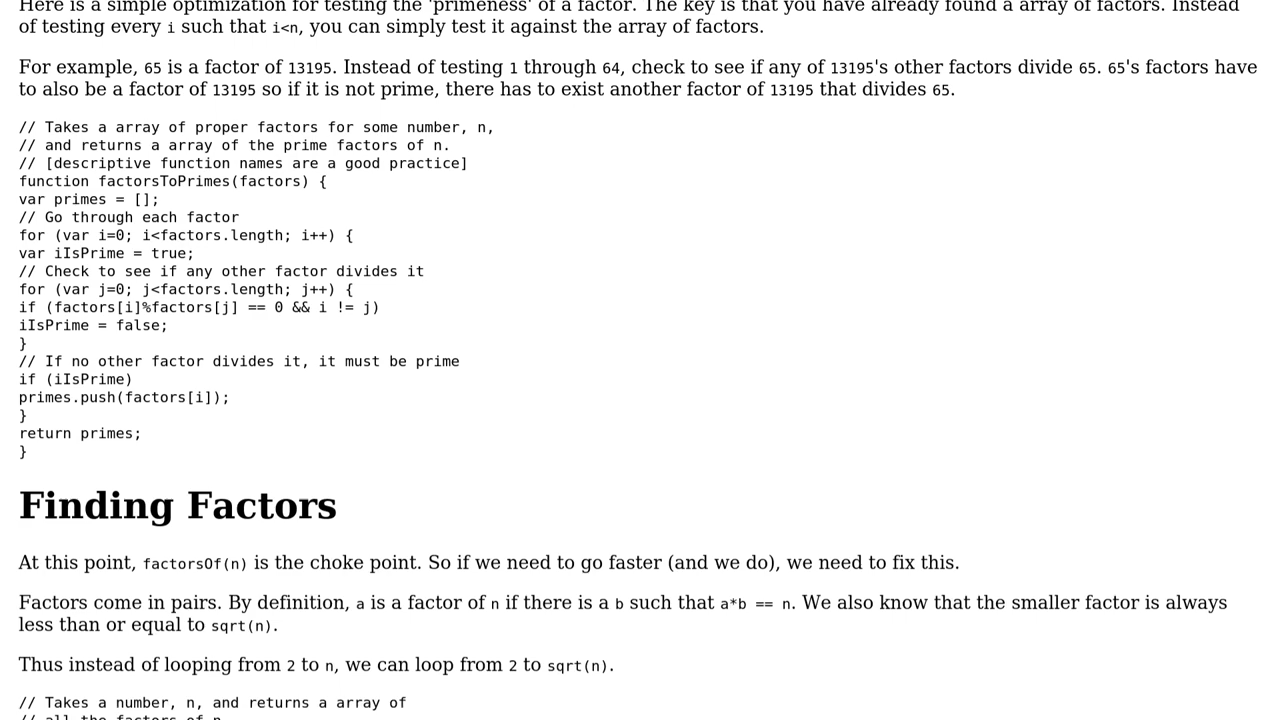 Here is a simple optimization for testing the 'primeness' of a factor. The key is that you have already found a array of factors. Instead
of testing every i such that i<n, you can simply test it against the array of factors.
For example, 65 is a factor of 13195. Instead of testing 1 through 64, check to see if any of 13195's other factors divide 65. 65's factors have
to also be a factor of 13195 so if it is not prime, there has to exist another factor of 13195 that divides 65.
// Takes a array of proper factors for some number, n,
// and returns a array of the prime factors of n.
// [descriptive function names are a good practice]
function factorsToPrimes(factors) {
var primes = [];
// Go through each factor
for (var i=0; i<factors.length; i++) {
var iIsPrime = true;
// Check to see if any other factor divides it
for (var j=0; j<factors.length; j++) {
if (factors[i]%factors[j] == 0 && i != j)
iIsPrime = false;
}
// If no other factor divides it, it must be prime
if (iIsPrime)
primes.push(factors[i]);
}
return primes;
}
Finding Factors
At this point, factorsOf(n) is the choke point. So if we need to go faster (and we do), we need to fix this.
Factors come in pairs. By definition, a is a factor of n if there is a b such that a*b == n. We also know that the smaller factor is always
less than or equal to sqrt(n).
Thus instead of looping from 2 to n, we can loop from 2 to sqrt(n).
// Takes a number, n, and returns a array of
// all the factors of n